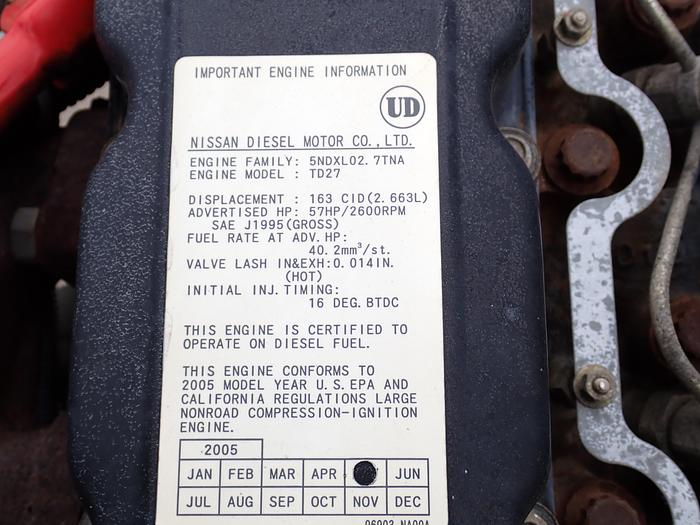 IMPORTANT ENGINE INFORMATION
UD
NISSAN DIESEL MOTOR CO., LTD.
ENGINE FAMILY: 5NDXL02.7TNA
ENGINE MODEL : TD27
DISPLACEMENT : 163 CID(2.663L)
ADVERTISED HP: 57HP/2600RPM
SAE J1995(GROSS)
FUEL RATE AT ADV. HP:
40.2mm³/st.
VALVE LASH IN&EXH:0.014IN.
(HOT)
INITIAL INJ. TIMING:
16 DEG. BTDC
THIS ENGINE IS CERTIFIED TO
OPERATE ON DIESEL FUEL.
THIS ENGINE CONFORMS TO
2005 MODEL YEAR U.S. EPA AND
CALIFORNIA REGULATIONS LARGE
NONROAD COMPRESSION-IGNITION
ENGINE.
2005
JAN FEB MAR APR JUN
JUL AUG SEP OCT NOV DEC